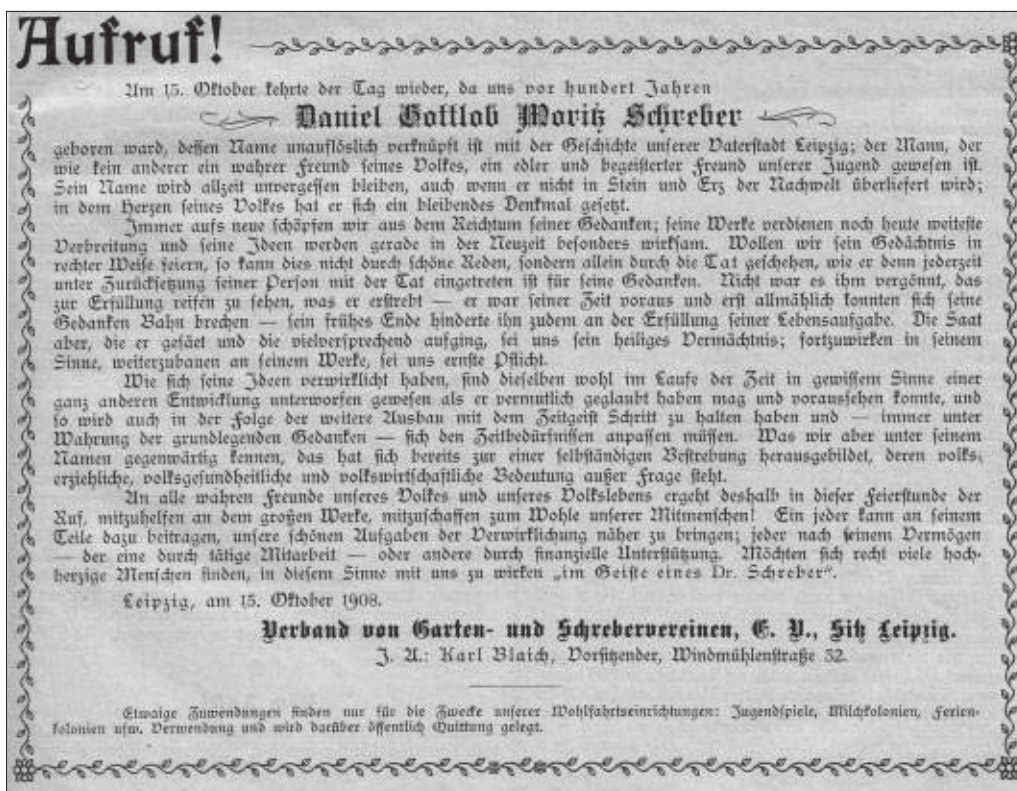 Aufruf!
Am 15. Oktober kehrte der Tag wieder, da uns vor hundert Jahren
Daniel Gottlob Moritz Schreber
geboren ward, dessen Name unauflöslich verknüpft ist mit der Geschichte unserer Vaterstadt Leipzig; der Mann, der
wie kein anderer ein wahrer Freund seines Volkes, ein edler und begeisterter Freund unserer Jugend gewesen ist.
Sein Name wird allzeit unvergessen bleiben, auch wenn er nicht in Stein und Erz der Nachwelt überliefert wird;
in dem Herzen seines Volkes hat er sich ein bleibendes Denkmal gesetzt.
Immer aufs neue schöpfen wir aus dem Reichtum seiner Gedanken; seine Werke verdienen noch heute weiteste
Verbreitung und seine Ideen werden gerade in der Neuzeit besonders wirksam. Wollen wir sein Gedächtnis in
rechter Weise feiern, so kann dies nicht durch schöne Reden, sondern allein durch die Tat geschehen, wie er denn jederzeit
unter Zurücksetzung seiner Person mit der Tat eingetreten ist für seine Gedanken. Nicht war es ihm vergönnt, das
zur Erfüllung reifen zu sehen, was er erstrebt — er war seiner Zeit voraus und erst allmählich konnten sich seine
Gedanken Bahn brechen — sein frühes Ende hinderte ihn zudem an der Erfüllung seiner Lebensaufgabe. Die Saat
aber, die er gesäet und die vielversprechend aufging, sei uns sein heiliges Vermächtnis; fortzuwirken in seinem
Sinne, weiterzubauen an seinem Werke, sei uns ernste Pflicht.
Wie sich seine Ideen verwirklicht haben, sind dieselben wohl im Laufe der Zeit in gewissem Sinne einer
ganz anderen Entwicklung unterworfen gewesen als er vermutlich geglaubt haben mag und voraussehen konnte, und
so wird auch in der Folge der weitere Ausbau mit dem Zeitgeist Schritt zu halten haben und — immer unter
Wahrung der grundlegenden Gedanken — sich den Zeitbedürfnissen anpassen müssen. Was wir aber unter seinem
Namen gegenwärtig kennen, das hat sich bereits zur einer selbständigen Bestrebung herausgebildet, deren volks-
erziehliche, volksgesundheitliche und volkswirtschaftliche Bedeutung außer Frage steht.
An alle wahren Freunde unseres Volkes und unseres Volkslebens ergeht deshalb in dieser Feierstunde der
Ruf, mitzuhelfen an dem großen Werke, mitzuschaffen zum Wohle unserer Mitmenschen! Ein jeder kann an seinem
Teile dazu beitragen, unsere schönen Aufgaben der Verwirklichung näher zu bringen; jeder nach seinem Vermögen
— der eine durch tätige Mitarbeit — oder andere durch finanzielle Unterstützung. Möchten sich recht viele hoch-
herzige Menschen finden, in diesem Sinne mit uns zu wirken „im Geiste eines Dr. Schreber“.
Leipzig, am 15. Oktober 1908.
Verband von Garten- und Schrebervereinen, E. V., Sitz Leipzig.
J. A.: Karl Blaich, Vorsitzender, Windmühlenstraße 32.
Etwaige Zuwendungen finden nur für die Zwecke unserer Wohlfahrtseinrichtungen: Jugendspiele, Milchkolonien, Ferien-
kolonien usw. Verwendung und wird darüber öffentlich Quittung gelegt.